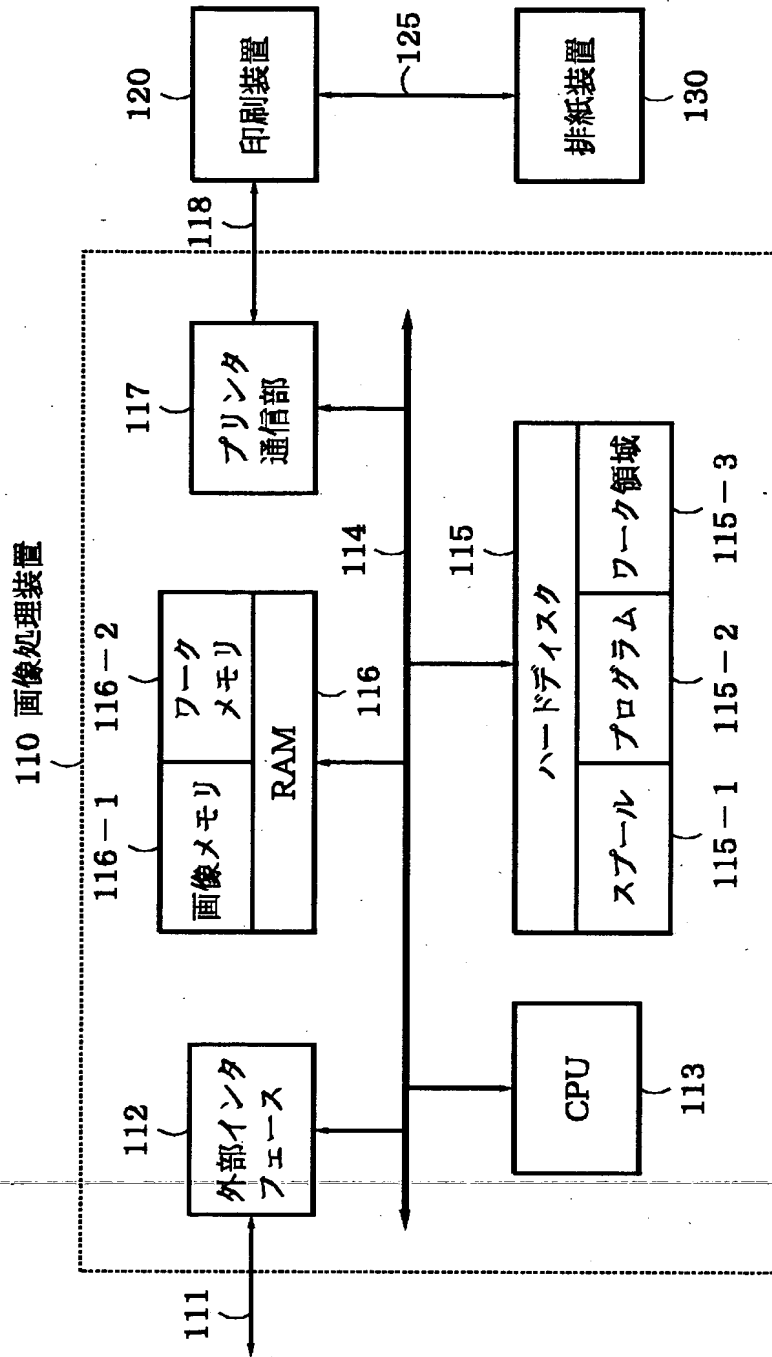 110 画像処理装置
111
112
外部インタ
フェース
116-1
116-2
画像メモリ
ワーク
メモリ
RAM
116
117
プリンタ
通信部
118
120
印刷装置
125
排紙装置
130
114
115
ハードディスク
スプール
プログラム
ワーク領域
115-1
115-2
115-3
CPU
113